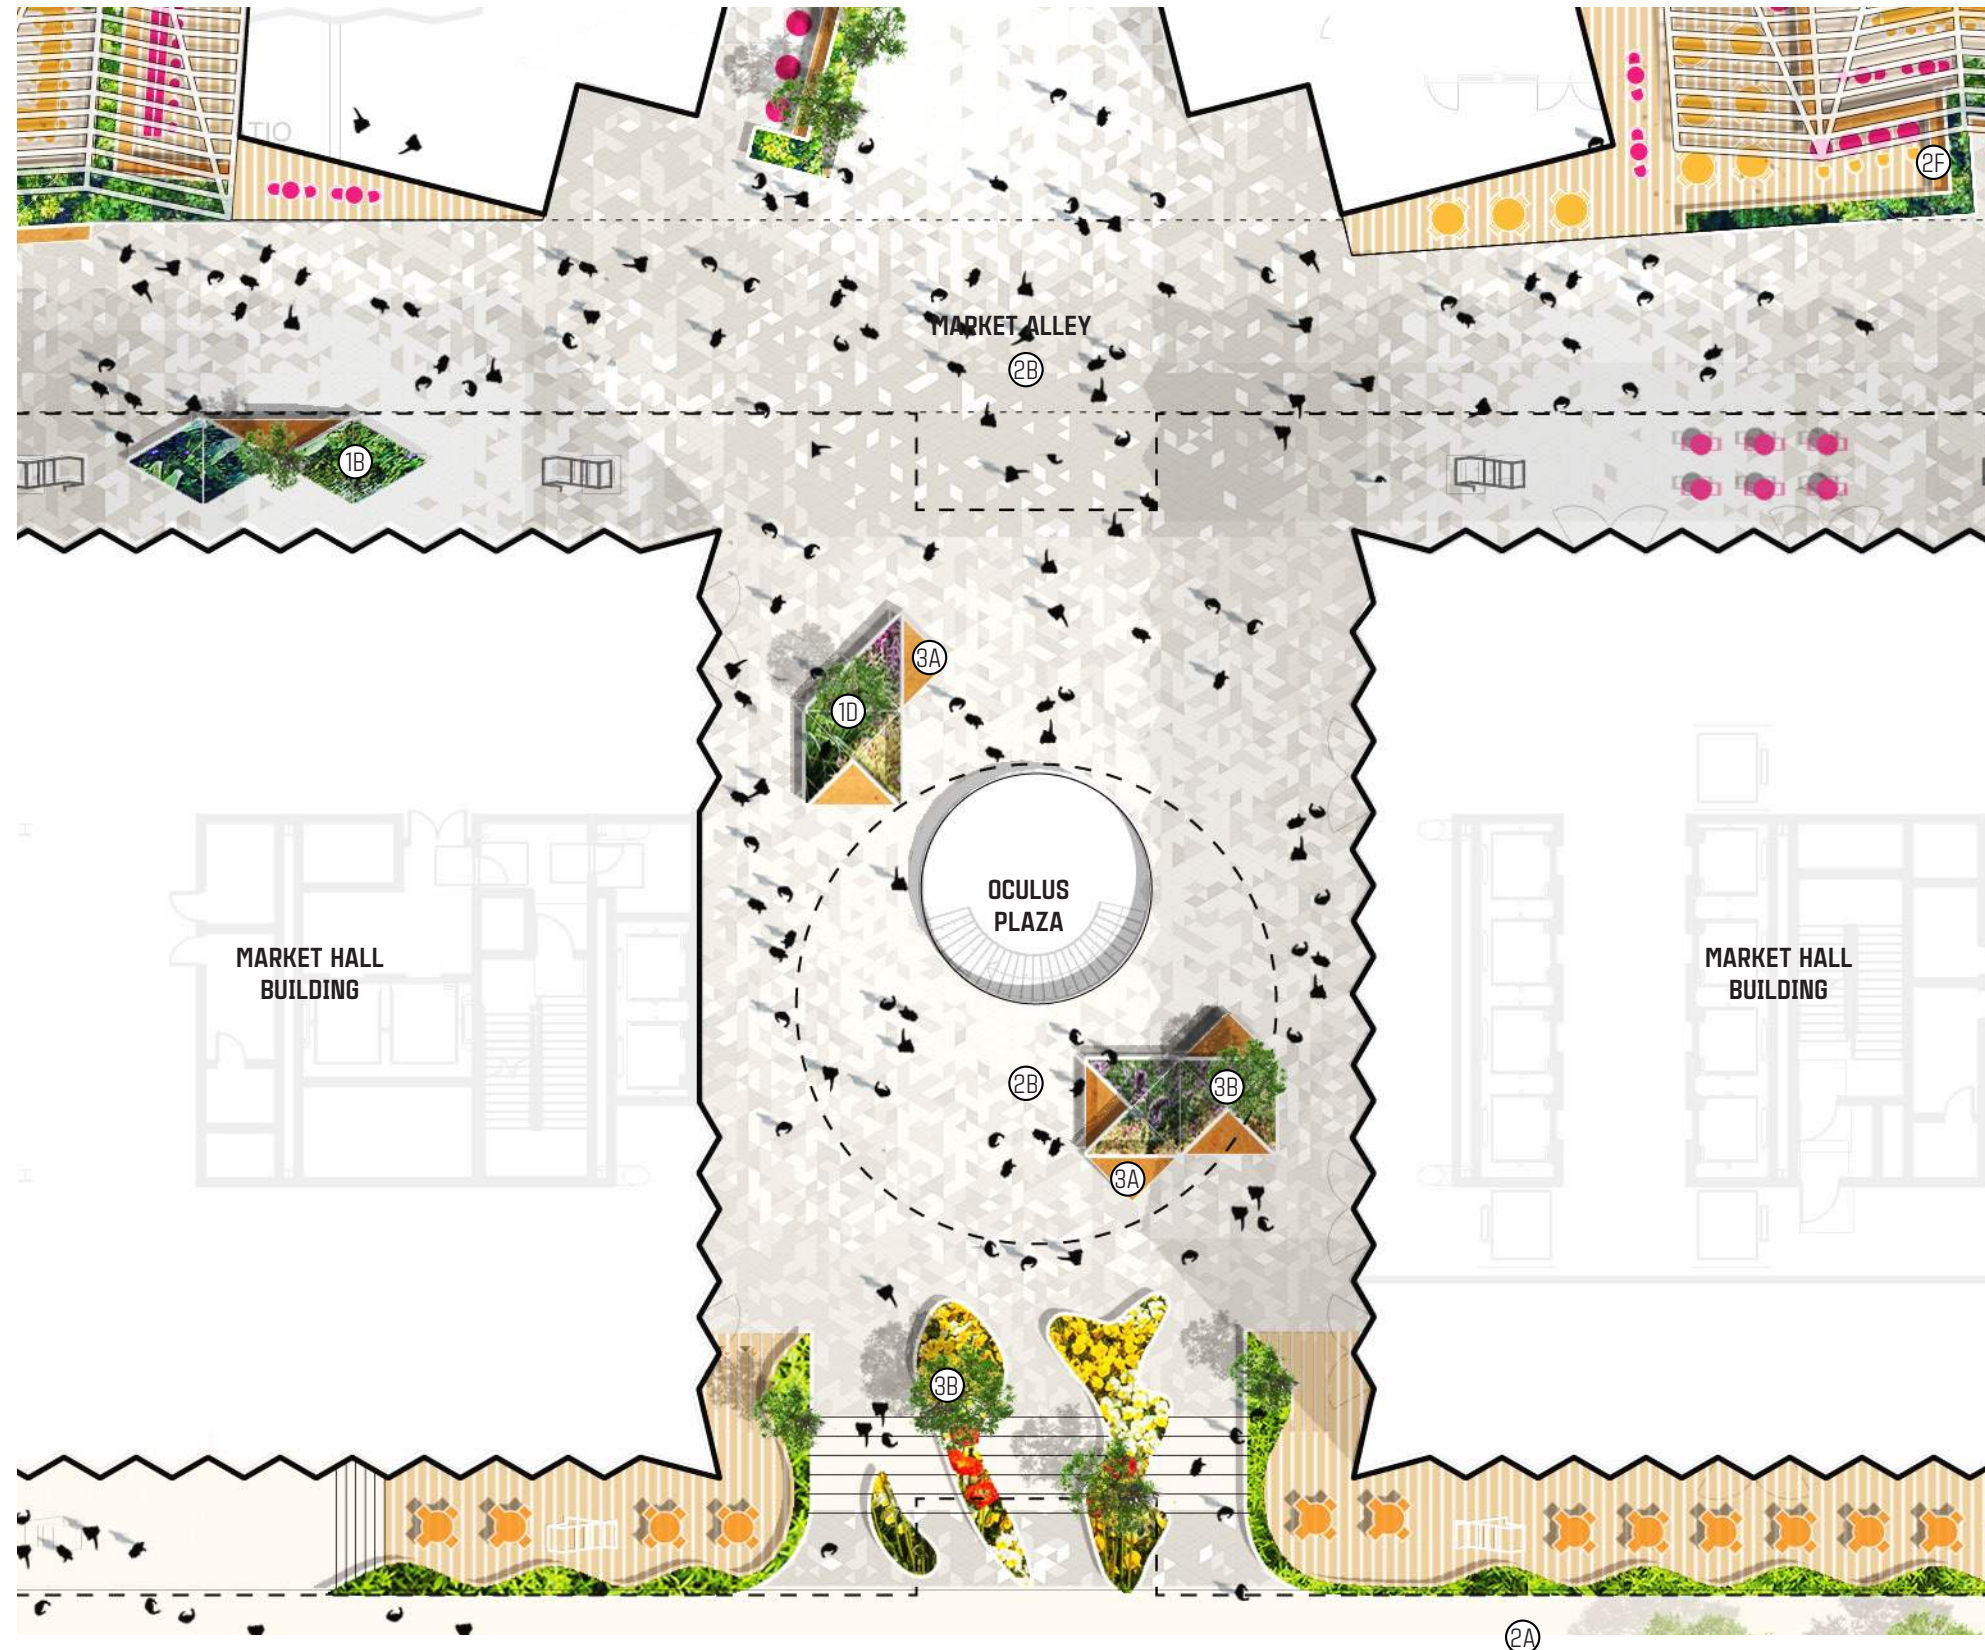 TIO
2F
MARKET ALLEY
2B
1B
3A
1D
OCULUS
PLAZA
MARKET HALL
BUILDING
MARKET HALL
BUILDING
2B
3B
3A
3B
2A